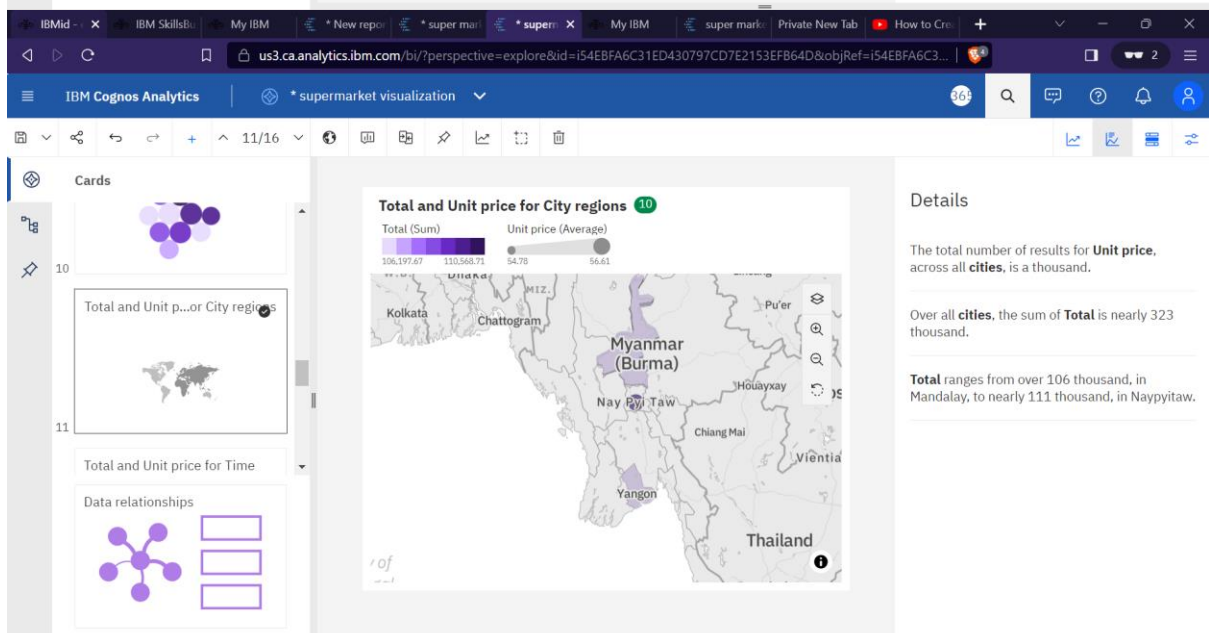 IBMid -
IBM SkillsBu
My IBM
* New repor
* super mar
* superm
My IBM
super marke
Private New Tab
How to Cre
us3.ca.analytics.ibm.com/bi/?perspective=explore&id=i54EBFA6C31ED430797CD7E2153EFB64D&objRef=i54EBFA6C3...
4
2
IBM Cognos Analytics
* supermarket visualization
365
11/16
Cards
10
Total and Unit p...or City regions
11
Total and Unit price for Time
Data relationships
Total and Unit price for City regions 10
Total (Sum)
Unit price (Average)
106,197.67 110,568.71
54.78 56.61
Dhaka
MIZ.
Pu'er
Kolkata
Chattogram
Myanmar
(Burma)
Houayxay
Nay Pyi Taw
Chiang Mai
Vientia
Yangon
Thailand
of
Details
The total number of results for Unit price,
across all cities, is a thousand.
Over all cities, the sum of Total is nearly 323
thousand.
Total ranges from over 106 thousand, in
Mandalay, to nearly 111 thousand, in Naypyitaw.